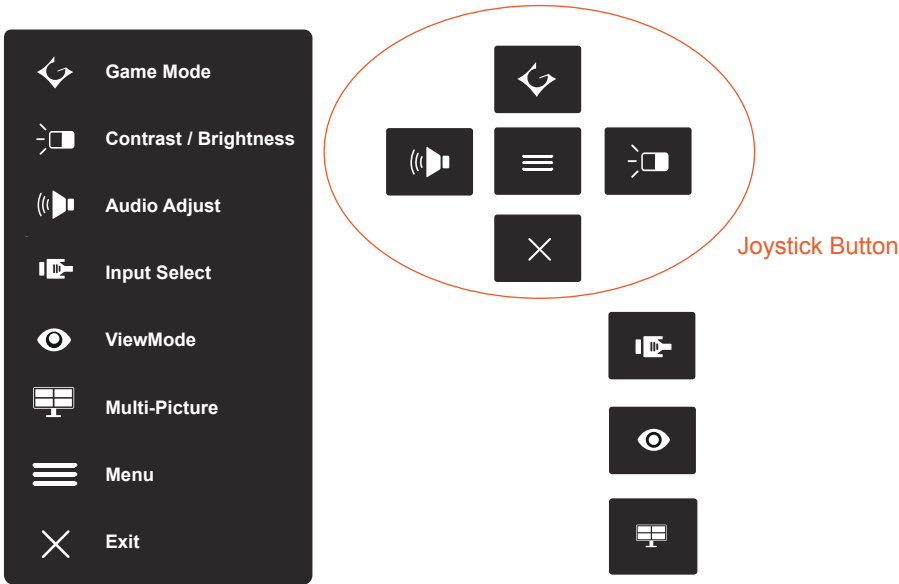 Game Mode
Contrast / Brightness
Audio Adjust
Input Select
ViewMode
Multi-Picture
Menu
Exit
Joystick Button